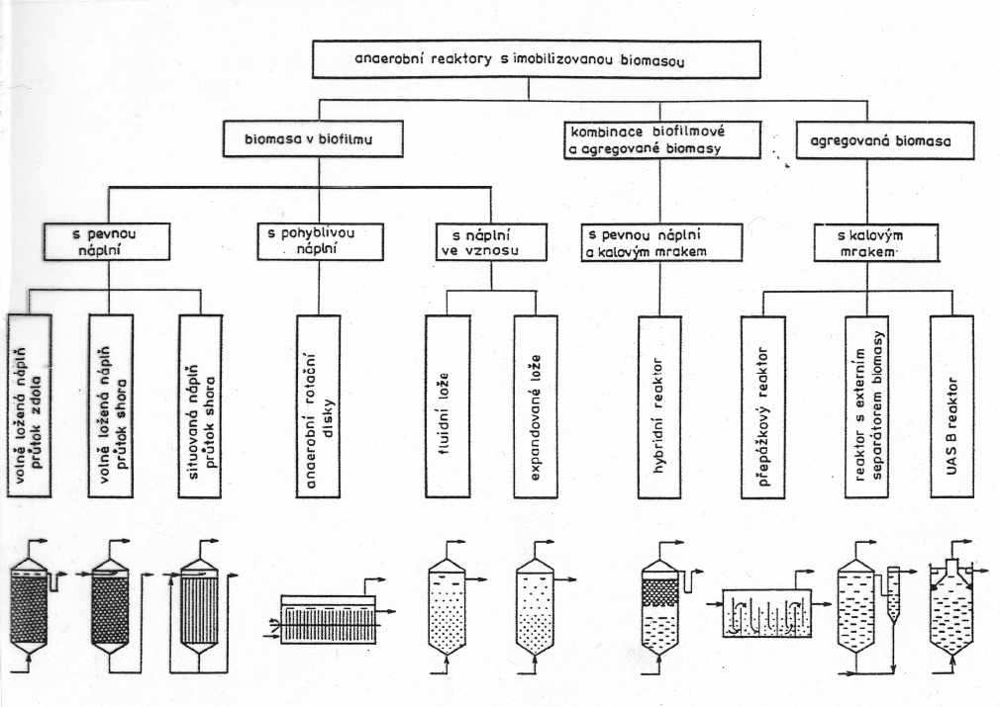 anaerobní reaktory s imobilizovanou biomasou
biomasa v biofilmu
kombinace biofilmové
a agregované biomasy
agregovaná biomasa
s pevnou
náplní
s pohyblivou
náplní
s náplní
ve vznosu
s pevnou náplní
a kalovým mrakem
s kalovým
mrakem
volně ložená náplň
průtok zdola
volně ložená náplň
průtok shora
situovaná náplň
průtok shora
anaerobní rotační
disky
fluidní lože
expandované lože
hybridní reaktor
přepážkový reaktor
reaktor s externím
separátorem biomasy
UASB reaktor